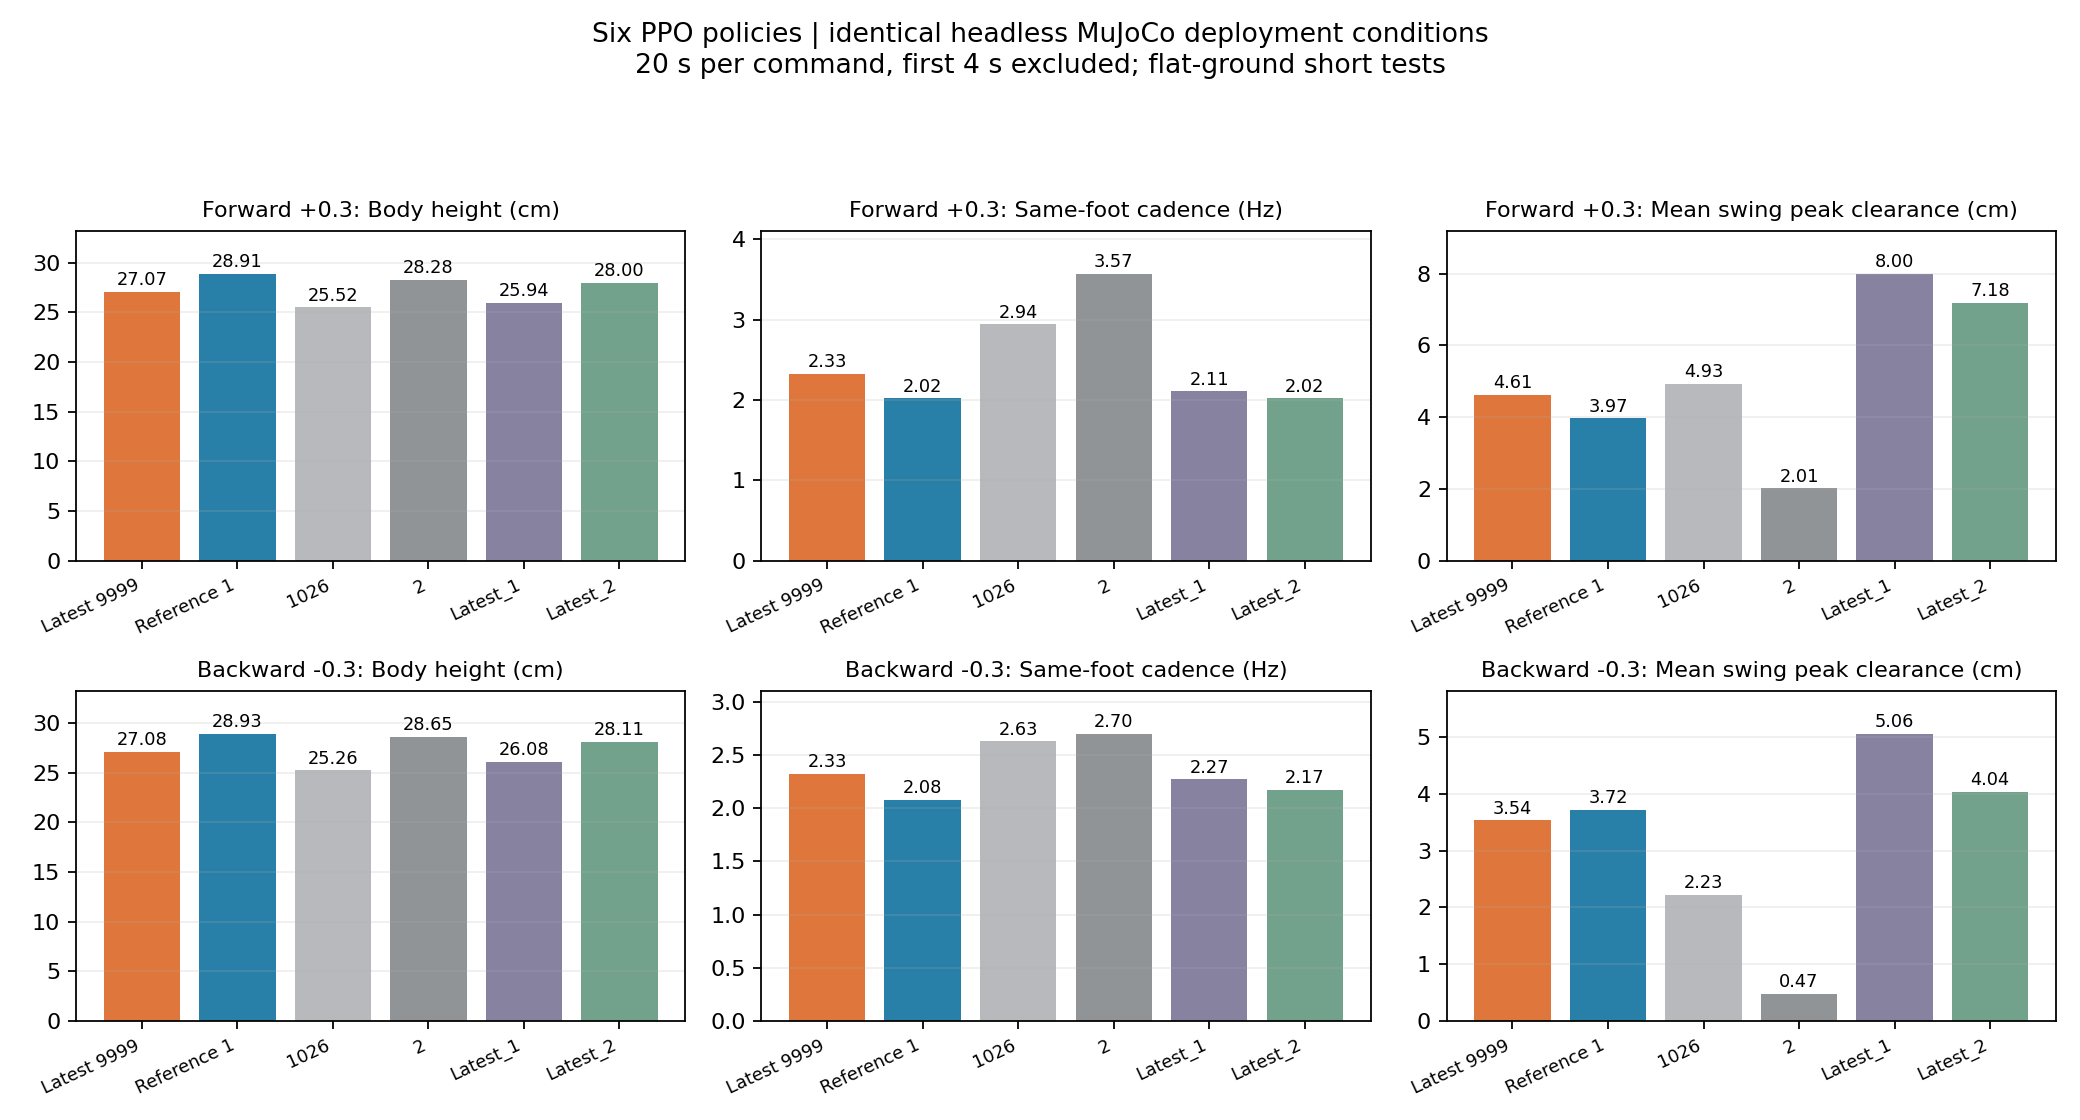 Six PPO policies | identical headless MuJoCo deployment conditions
20 s per command, first 4 s excluded; flat-ground short tests
Forward +0.3: Body height (cm)
30
25
20
15
10
5
0
27.07
28.91
25.52
28.28
25.94
28.00
Latest 9999
Reference 1
1026
2
Latest_1
Latest_2
Forward +0.3: Same-foot cadence (Hz)
4
3
2
1
0
2.33
2.02
2.94
3.57
2.11
2.02
Latest 9999
Reference 1
1026
2
Latest_1
Latest_2
Forward +0.3: Mean swing peak clearance (cm)
8
6
4
2
0
4.61
3.97
4.93
2.01
8.00
7.18
Latest 9999
Reference 1
1026
2
Latest_1
Latest_2
Backward -0.3: Body height (cm)
30
25
20
15
10
5
0
27.08
28.93
25.26
28.65
26.08
28.11
Latest 9999
Reference 1
1026
2
Latest_1
Latest_2
Backward -0.3: Same-foot cadence (Hz)
3.0
2.5
2.0
1.5
1.0
0.5
0.0
2.33
2.08
2.63
2.70
2.27
2.17
Latest 9999
Reference 1
1026
2
Latest_1
Latest_2
Backward -0.3: Mean swing peak clearance (cm)
5
4
3
2
1
0
3.54
3.72
2.23
0.47
5.06
4.04
Latest 9999
Reference 1
1026
2
Latest_1
Latest_2